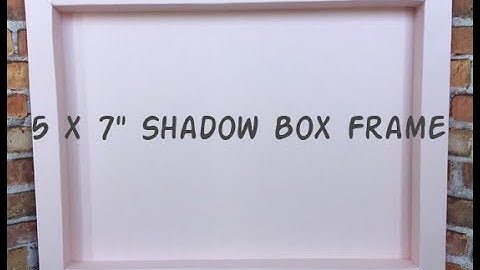 5 X 7" SHADOW BOX FRAME